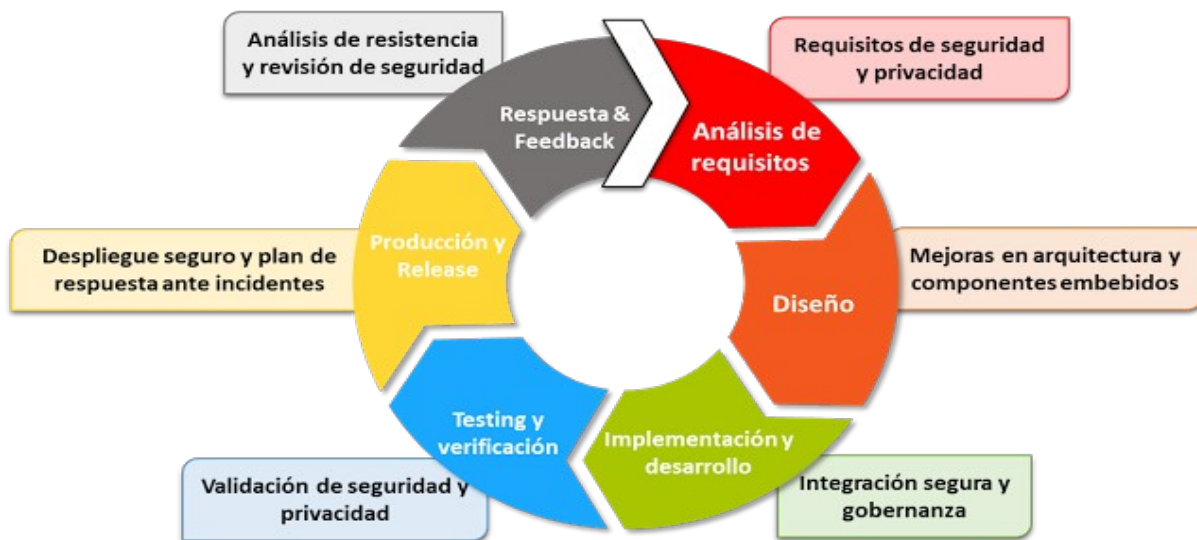 Análisis de resistencia
y revisión de seguridad
Requisitos de seguridad
y privacidad
Respuesta &
Feedback
Análisis de
requisitos
Despliegue seguro y plan de
respuesta ante incidentes
Producción y
Release
Diseño
Mejoras en arquitectura y
componentes embebidos
Testing y
verificación
Implementación y
desarrollo
Validación de seguridad y
privacidad
Integración segura y
gobernanza